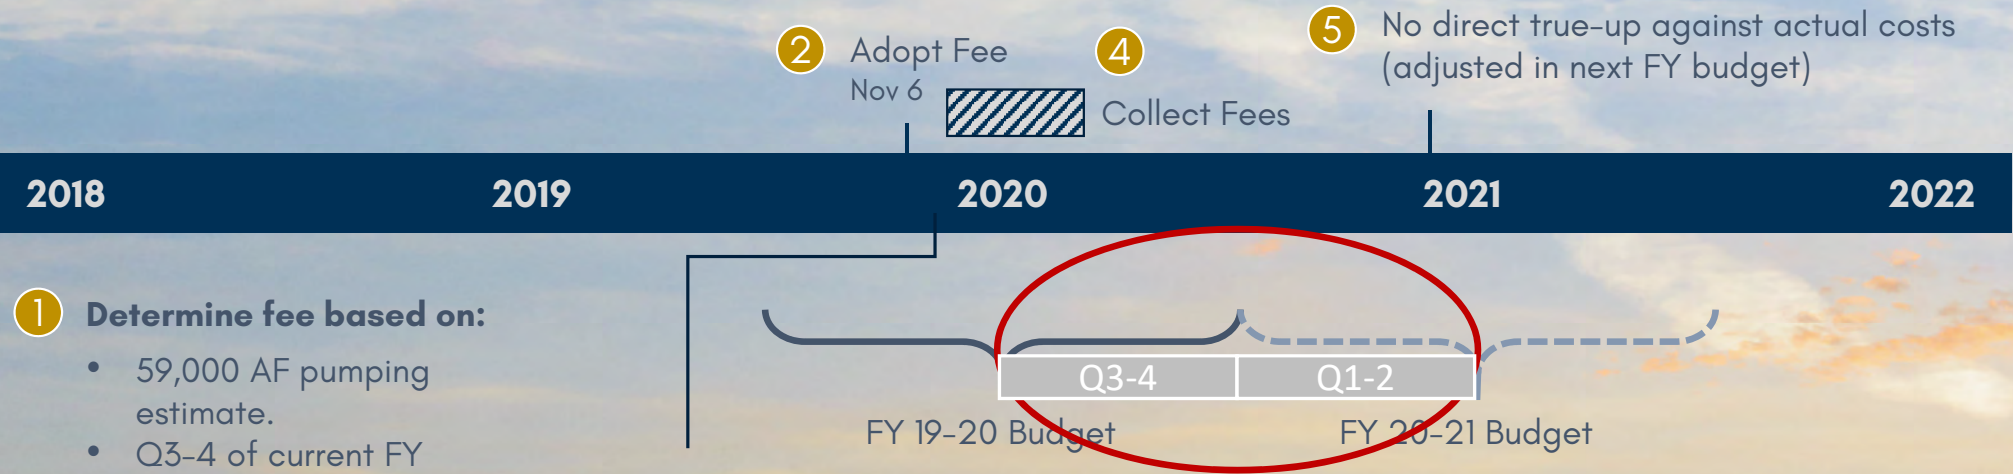 5 No direct true-up against actual costs
(adjusted in next FY budget)
2 Adopt Fee
Nov 6
4
Collect Fees
2018 2019 2020 2021 2022
1 Determine fee based on:
• 59,000 AF pumping
estimate.
• Q3-4 of current FY
Q3-4 Q1-2
FY 19-20 Budget FY 20-21 Budget